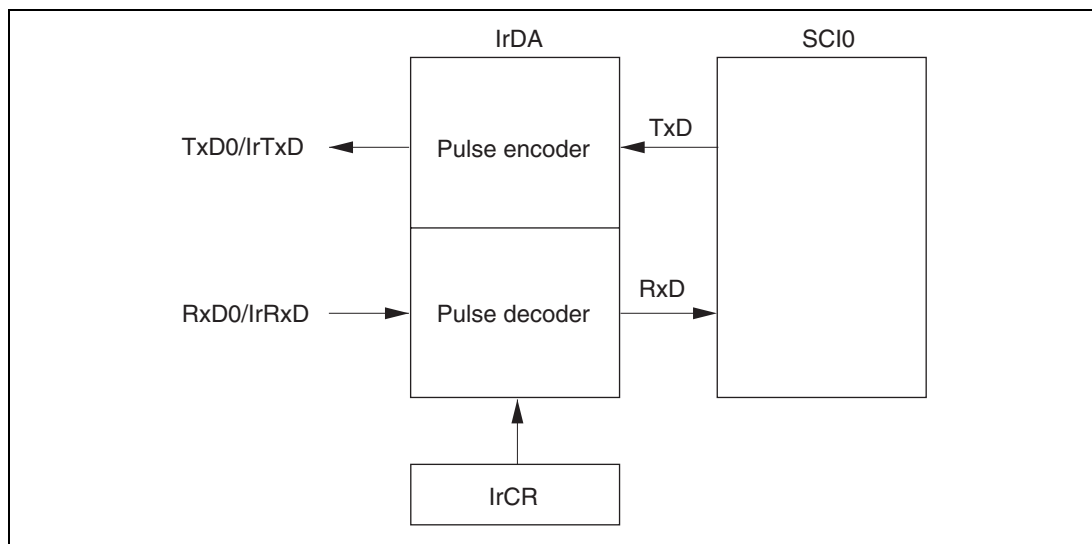 IrDA
SCI0
TxD0/IrTxD
Pulse encoder
TxD
RxD0/IrRxD
Pulse decoder
RxD
IrCR